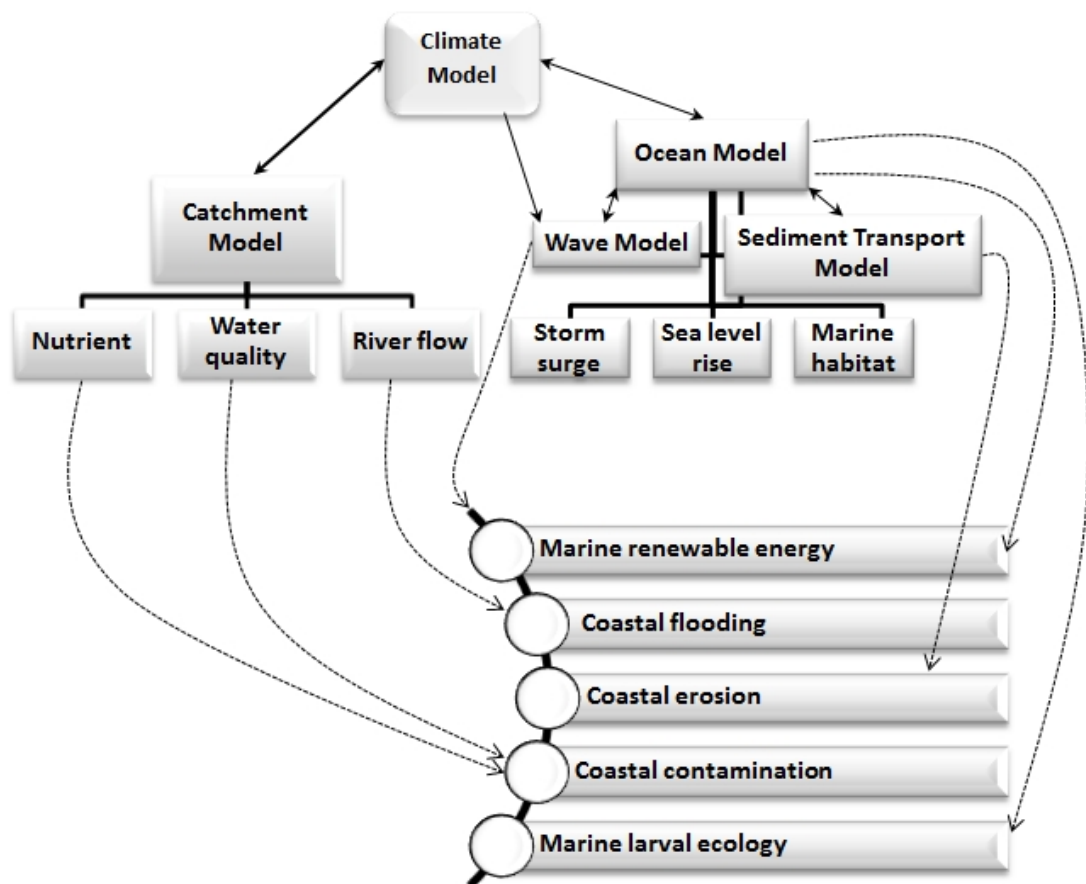 Climate
Model
Ocean Model
Catchment
Model
Wave Model
Sediment Transport
Model
Nutrient
Water
quality
River flow
Storm
surge
Sea level
rise
Marine
habitat
Marine renewable energy
Coastal flooding
Coastal erosion
Coastal contamination
Marine larval ecology